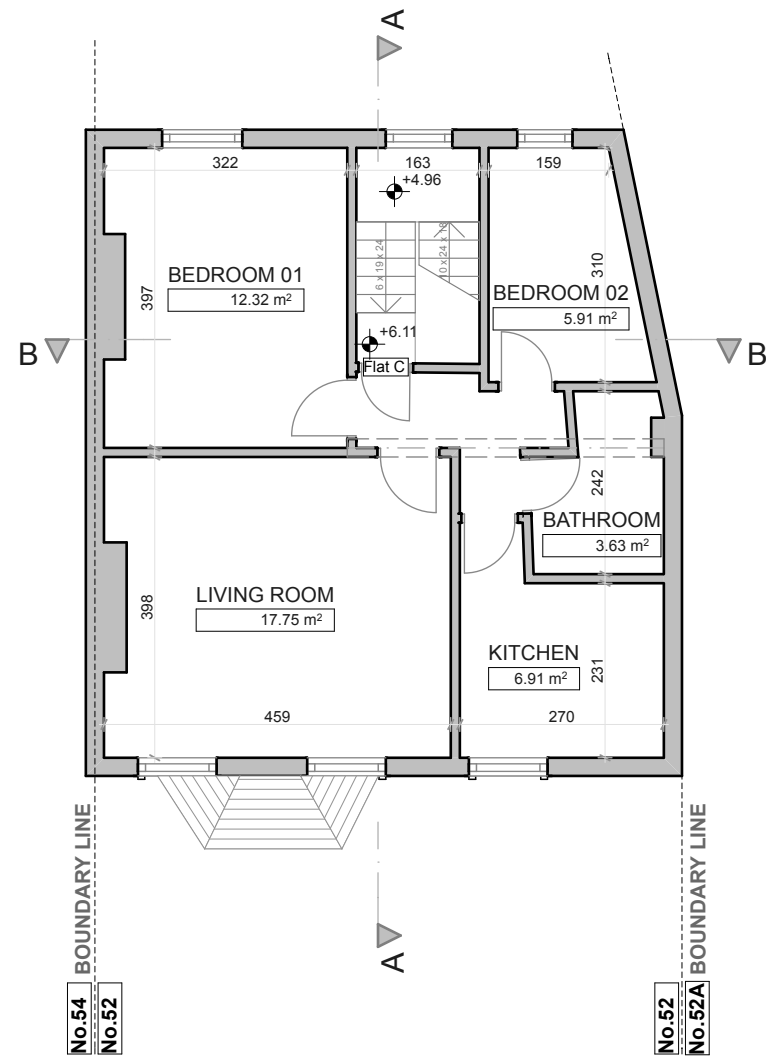 A
322
163
159
+4.96
6 x 19 x 24
10 x 24 x 18
310
BEDROOM 01
12.32 m²
397
BEDROOM 02
5.91 m²
B
+6.11
B
Flat C
242
BATHROOM
3.63 m²
LIVING ROOM
17.75 m²
398
KITCHEN
6.91 m²
231
459
270
BOUNDARY LINE
BOUNDARY LINE
A
No.54
No.52
No.52
No.52A